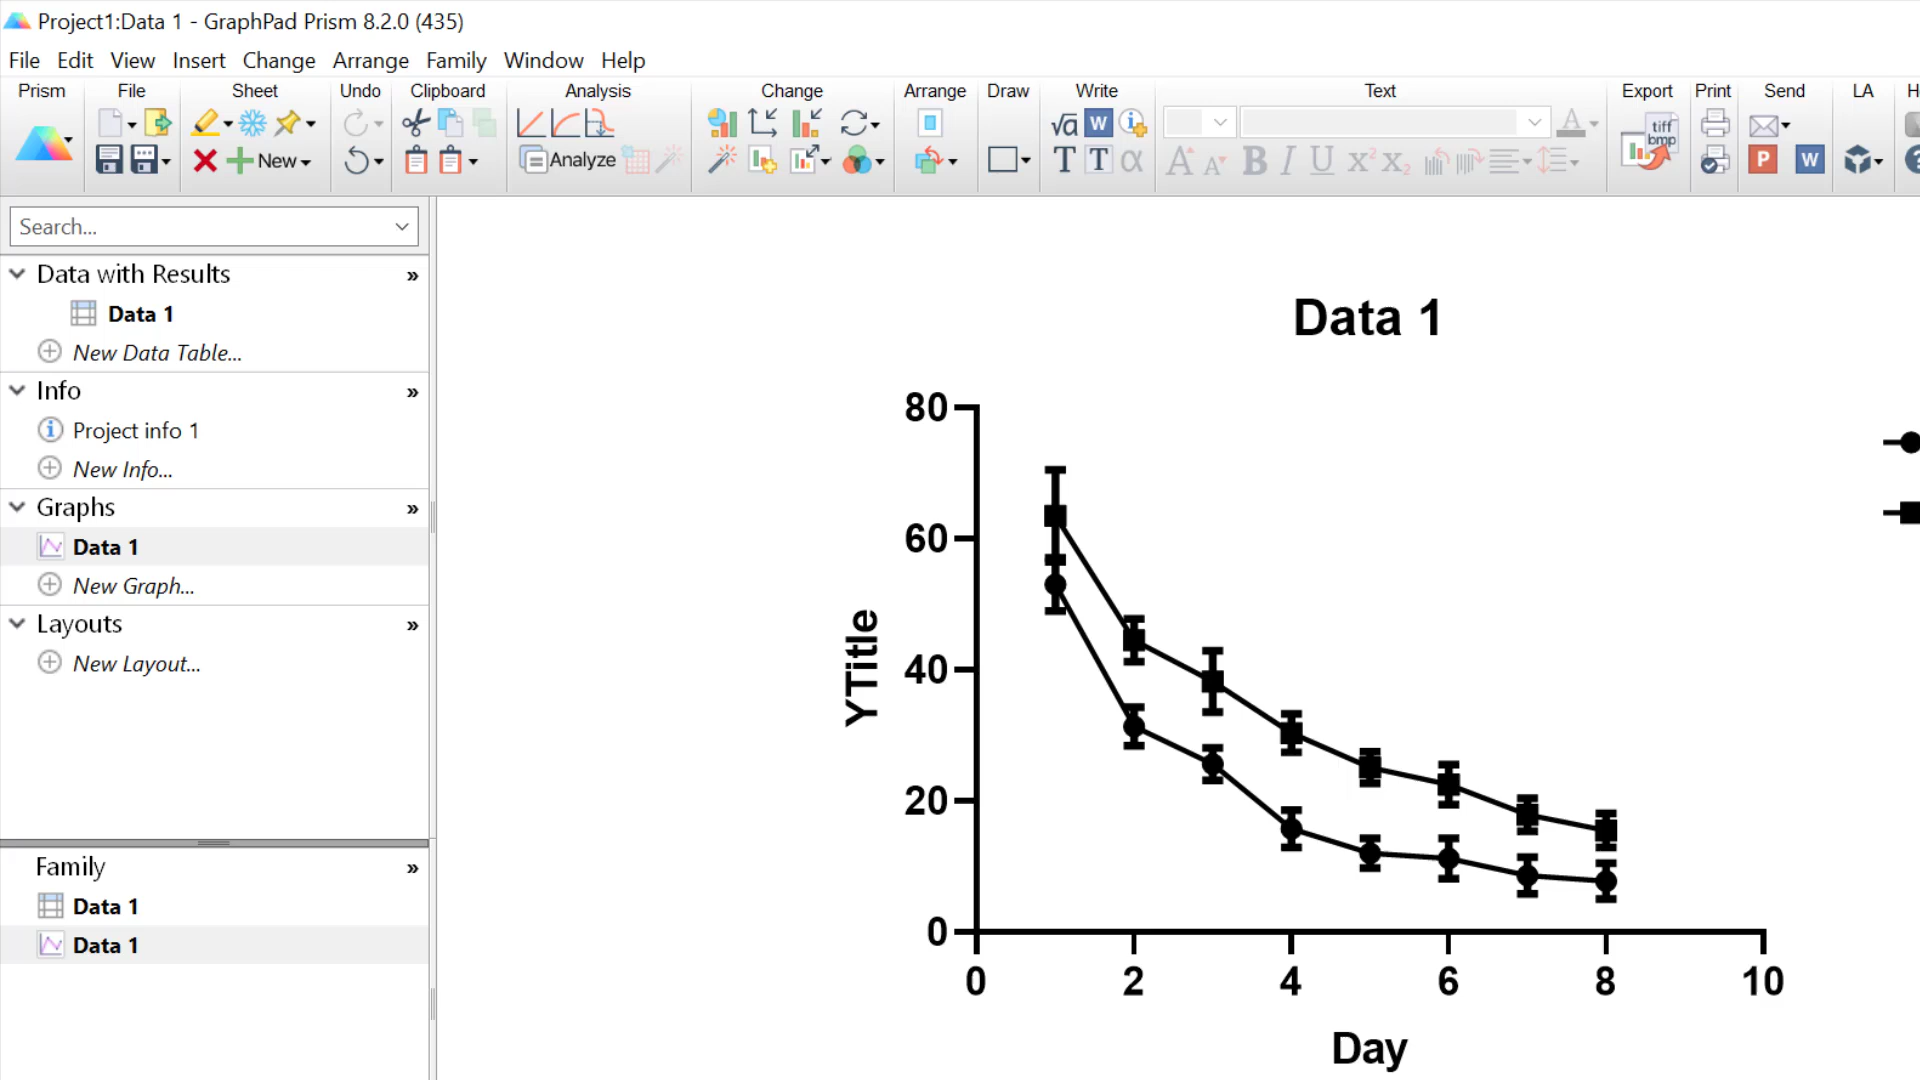 Project1:Data 1 - GraphPad Prism 8.2.0 (435)
File Edit View Insert Change Arrange Family Window Help
Prism File Sheet Undo Clipboard Analysis Change Arrange Draw Write Text Export Print Send LA
√a W tiff
bmp
New Analyze T T α A A B I U X² X₂ P W
Search...
Data with Results »
Data 1
New Data Table...
Info »
Project info 1
New Info...
Graphs »
Data 1
New Graph...
Layouts »
New Layout...
Family »
Data 1
Data 1
Data 1
80
60
40
20
0
YTitle
0 2 4 6 8 10
Day